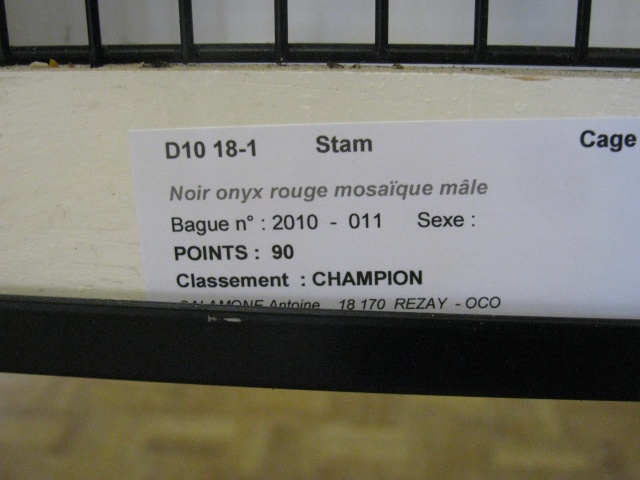 D10 18-1 Stam Cage
Noir onyx rouge mosaïque mâle
Bague n° : 2010 - 011 Sexe :
POINTS : 90
Classement : CHAMPION
Antoine 18 170 REZAY - OCO